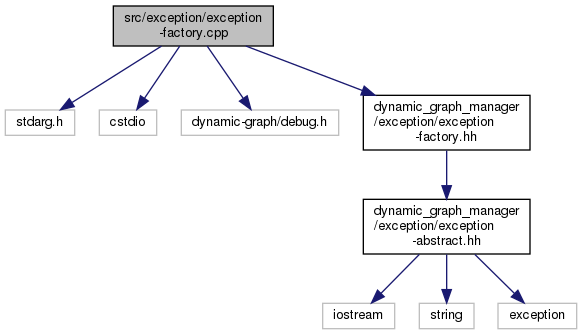 src/exception/exception
-factory.cpp
stdarg.h
cstdio
dynamic-graph/debug.h
dynamic_graph_manager
/exception/exception
-factory.hh
dynamic_graph_manager
/exception/exception
-abstract.hh
iostream
string
exception